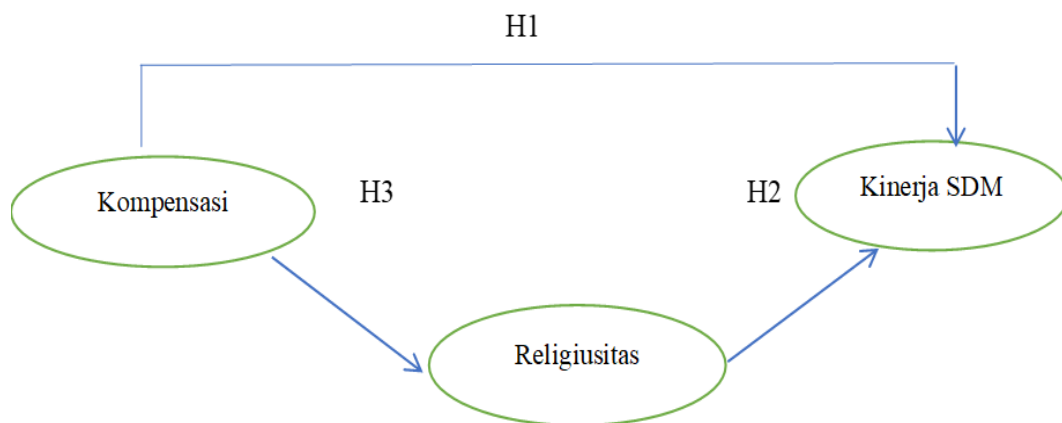 H1
Kompensasi
H3
H2
Kinerja SDM
Religiusitas